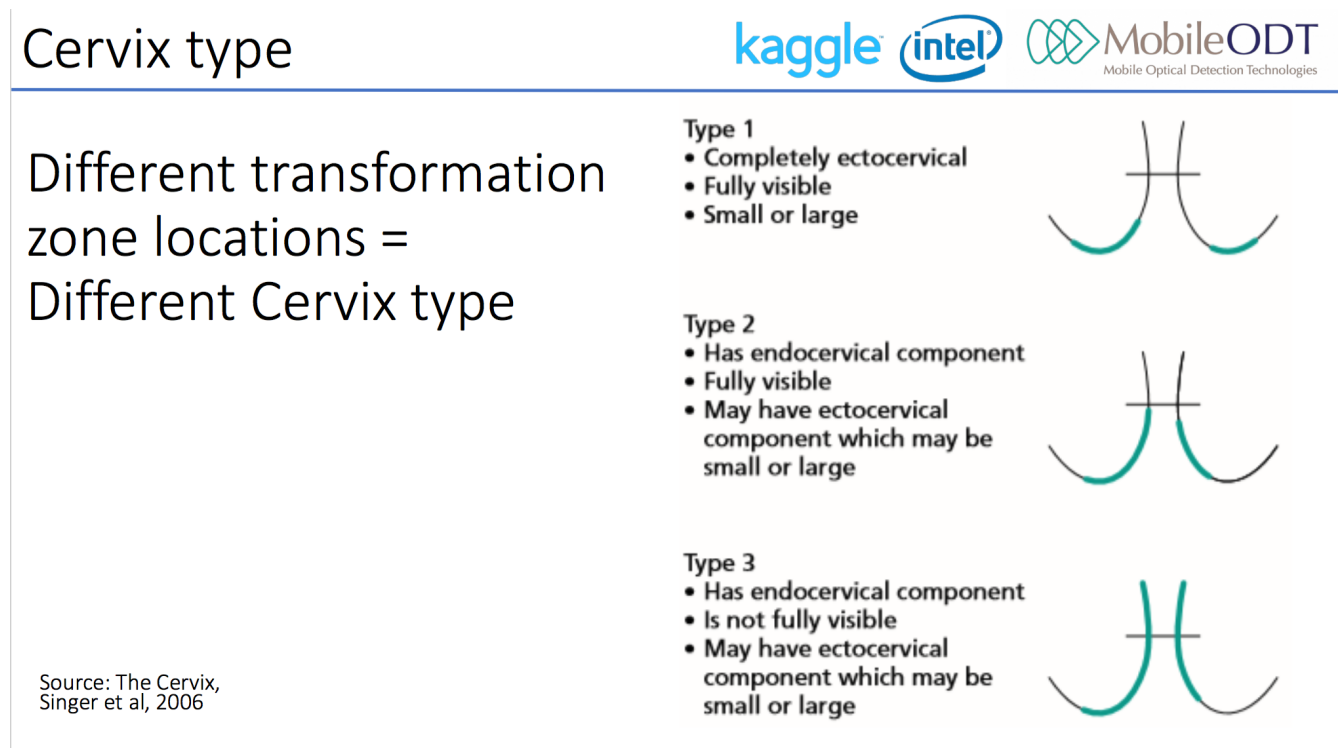 Cervix type
kaggle
intel
MobileODT
Mobile Optical Detection Technologies
Different transformation
zone locations =
Different Cervix type
Source: The Cervix,
Singer et al, 2006
Type 1
• Completely ectocervical
• Fully visible
• Small or large
Type 2
• Has endocervical component
• Fully visible
• May have ectocervical
component which may be
small or large
Type 3
• Has endocervical component
• Is not fully visible
• May have ectocervical
component which may be
small or large